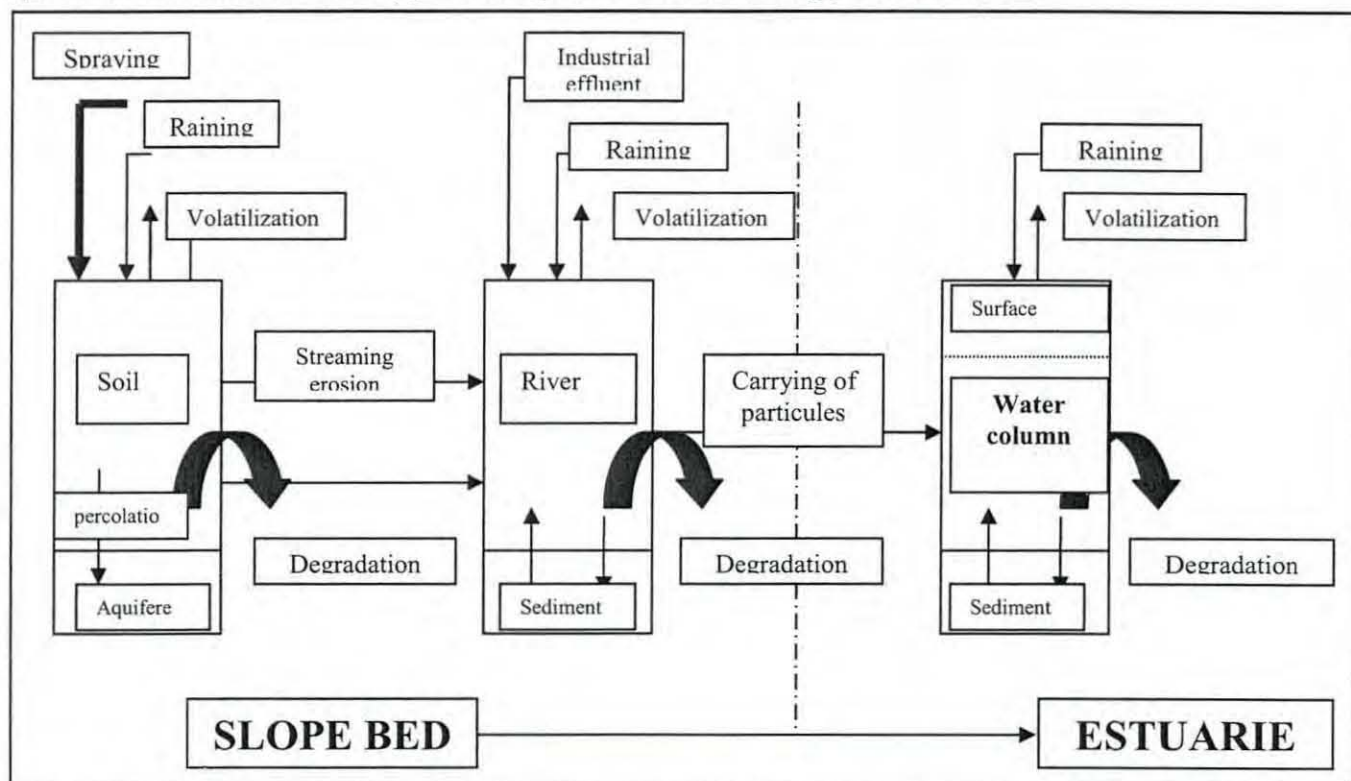 Spraying
Industrial
effluent
Raining
Raining
Raining
Volatilization
Volatilization
Volatilization
Surface
Soil
Streaming
erosion
River
Carrying of
particules
Water
column
percolatio
Degradation
Degradation
Degradation
Aquifere
Sediment
Sediment
SLOPE BED
ESTUARIE